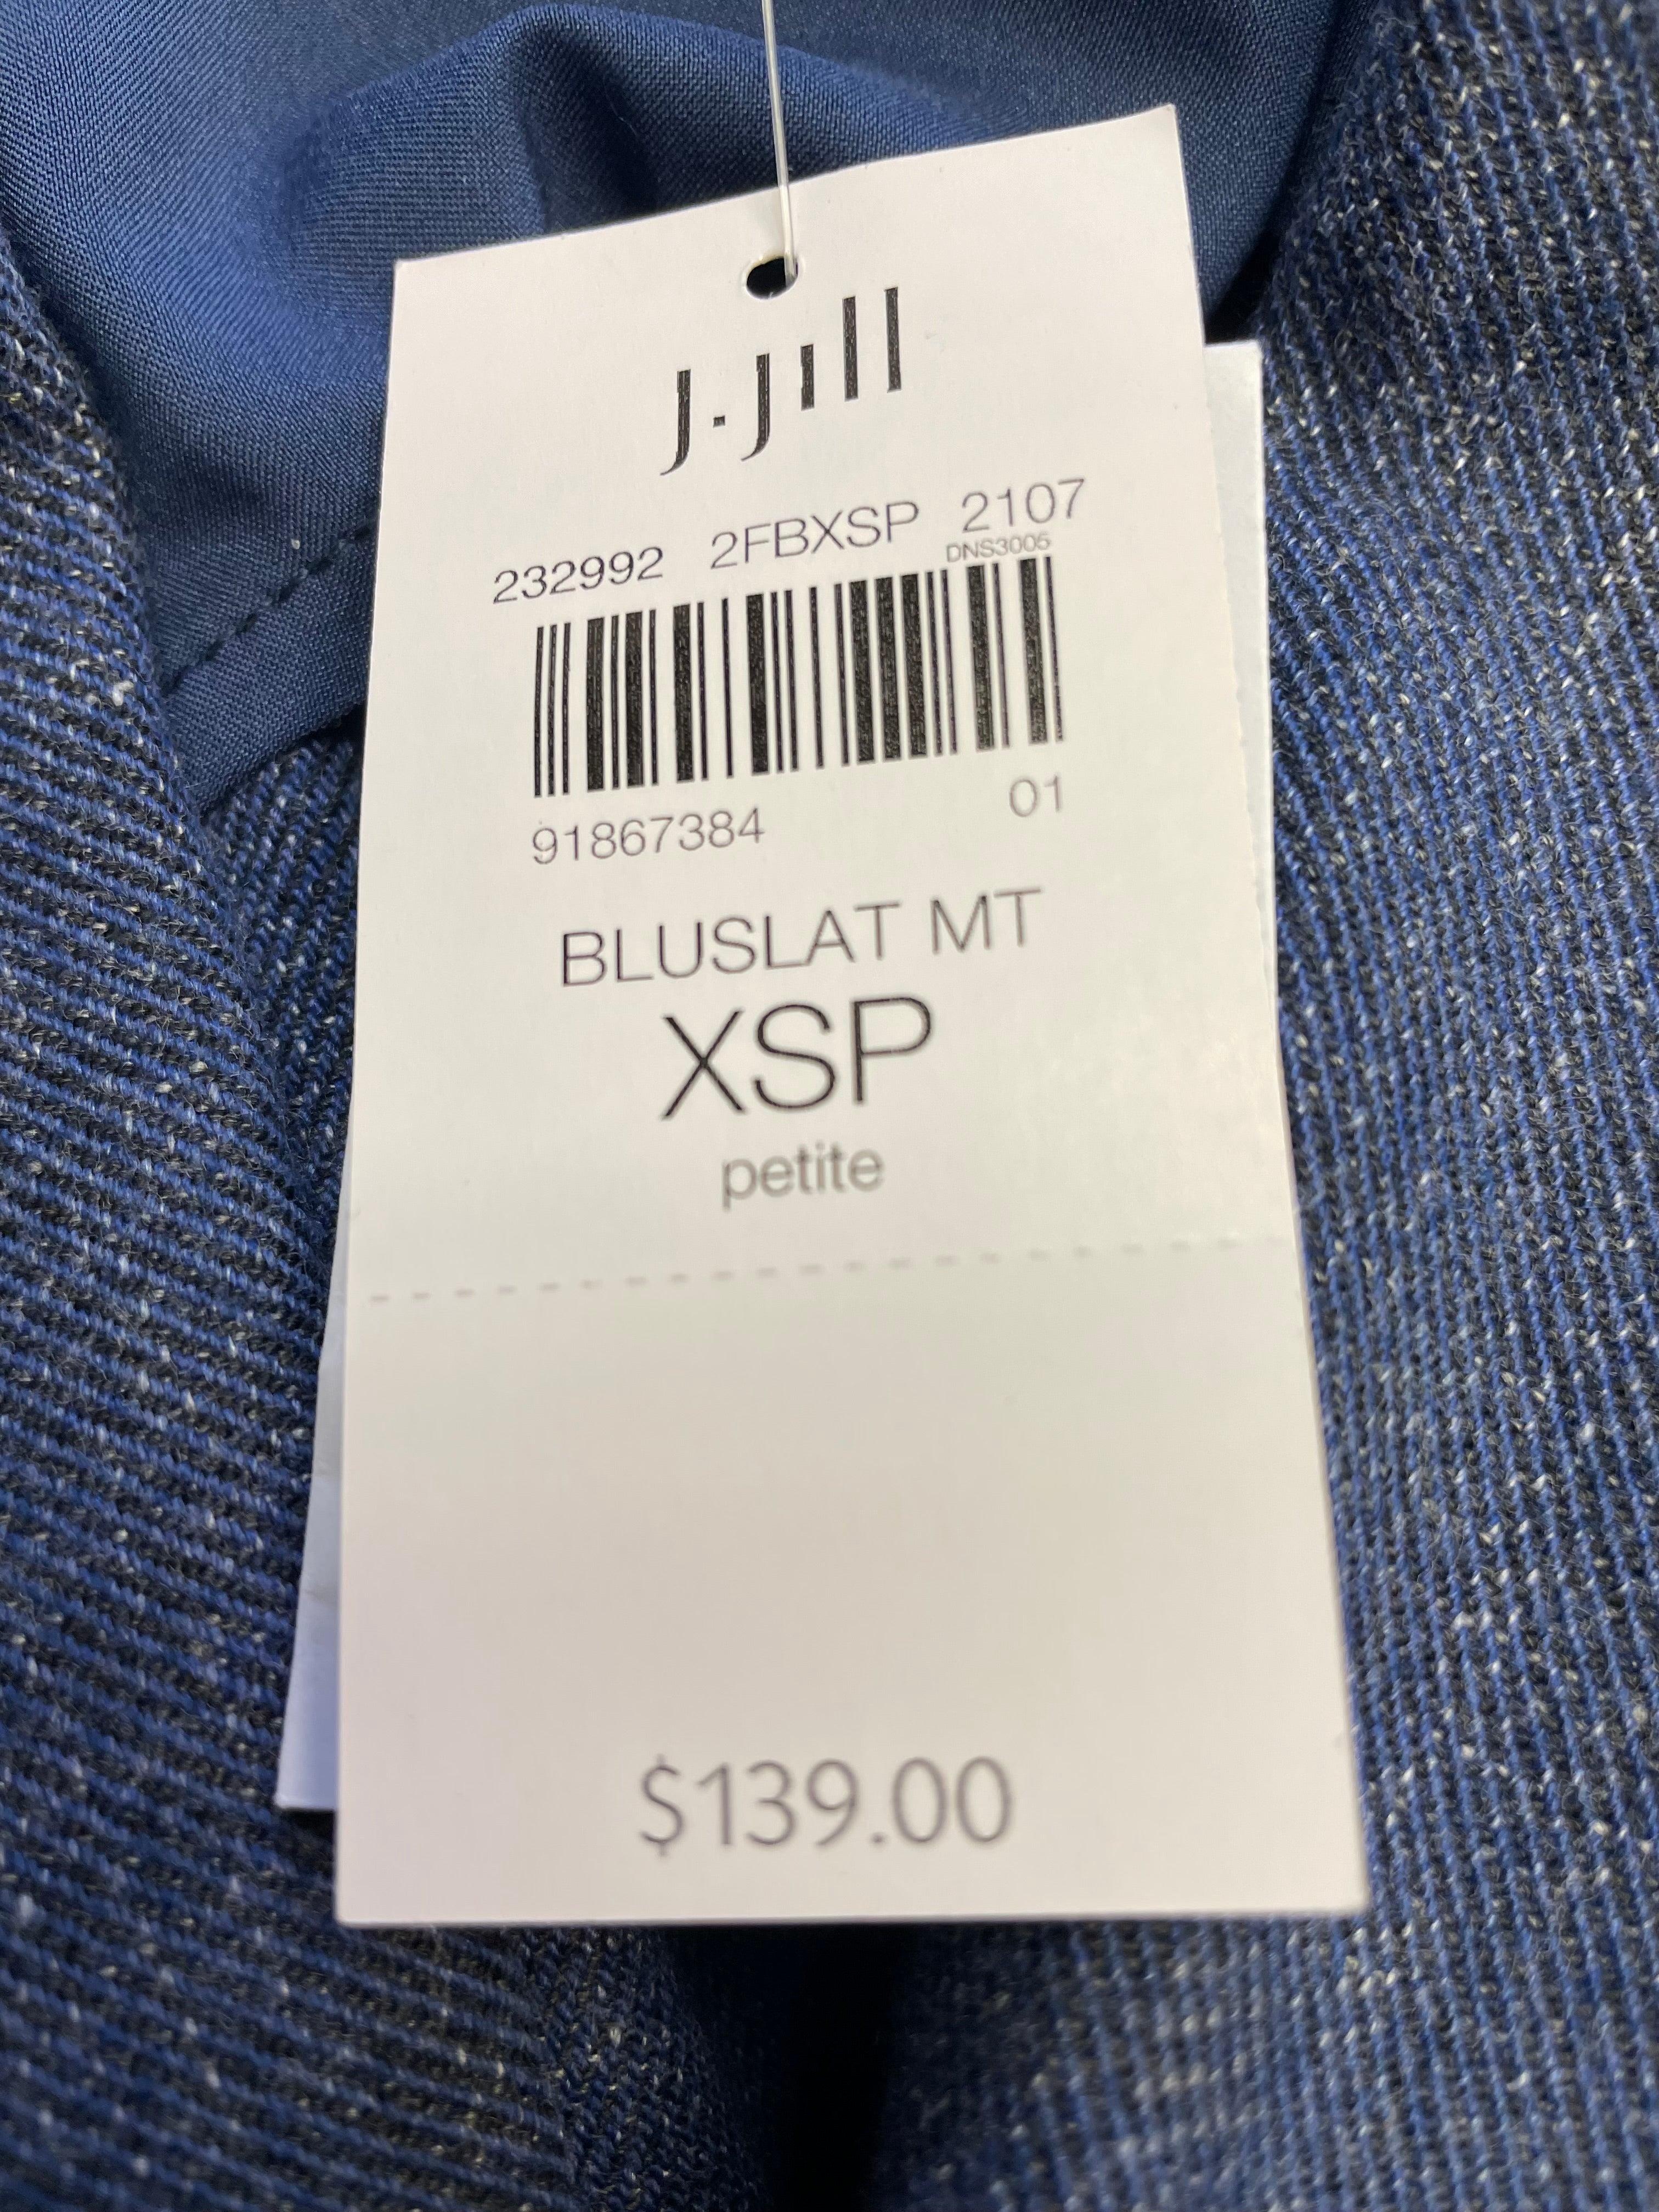 J.Jill
232992 2FBXSP 2107
DNS3005
91867384 01
BLUSLAT MT
XSP
petite
$139.00